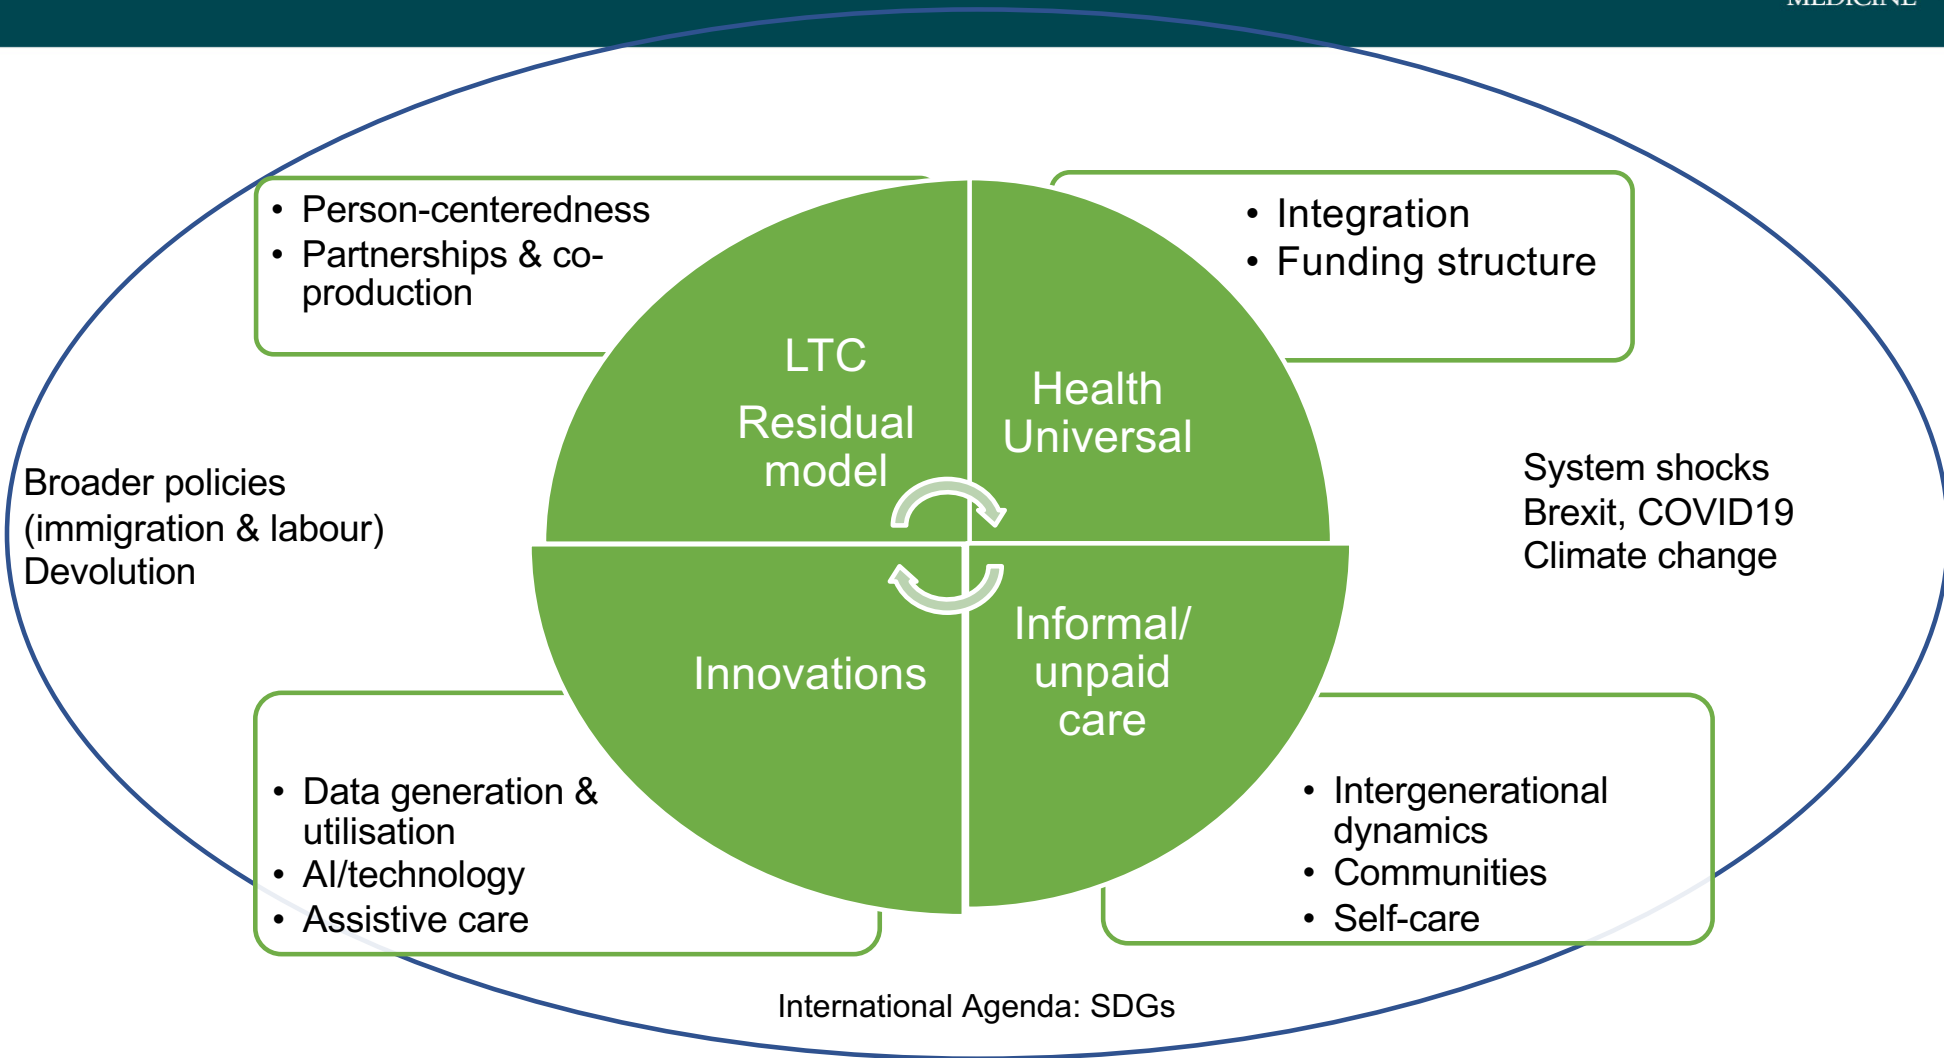 MEDICINE
• Person-centeredness
• Partnerships & co-
production
• Integration
• Funding structure
LTC
Residual
model
Health
Universal
Broader policies
(immigration & labour)
Devolution
System shocks
Brexit, COVID19
Climate change
Innovations
Informal/
unpaid
care
• Data generation &
utilisation
• AI/technology
• Assistive care
• Intergenerational
dynamics
• Communities
• Self-care
International Agenda: SDGs